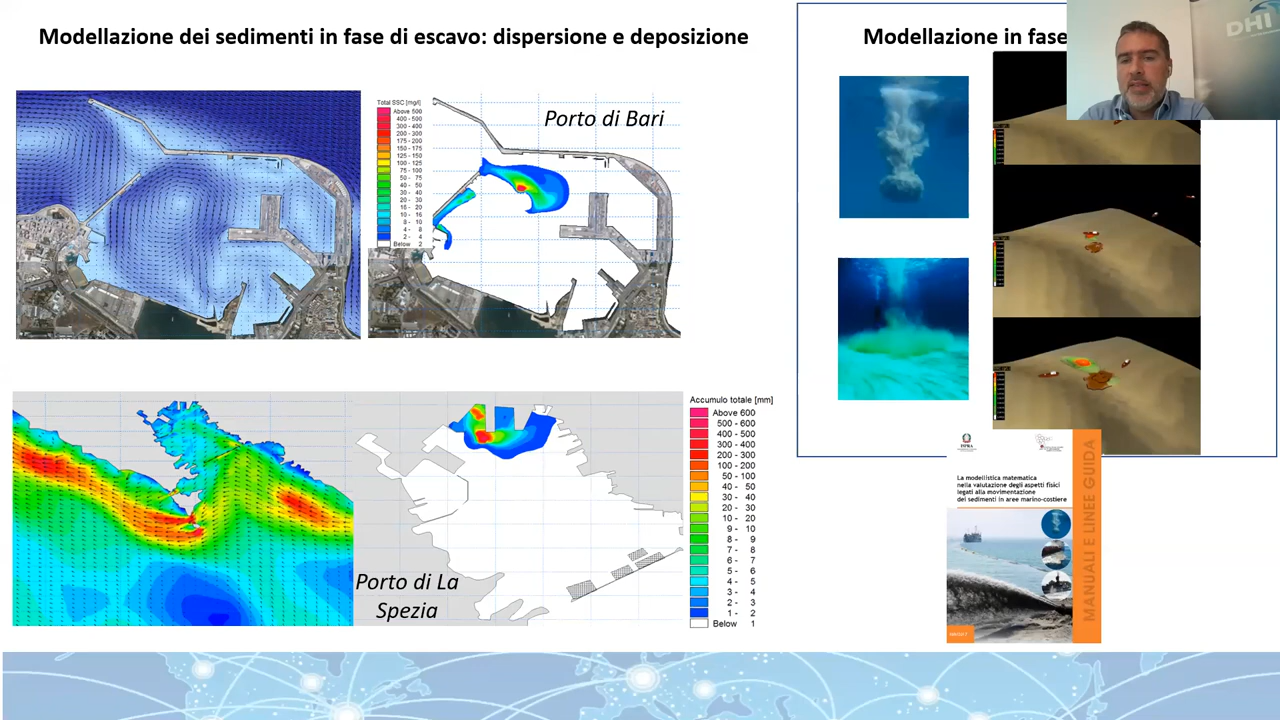 Modellazione dei sedimenti in fase di escavo: dispersione e deposizione
Modellazione in fase
DHI
Total SSC [mg/l]
Above 500
400 - 500
300 - 400
200 - 300
175 - 200
150 - 175
125 - 150
100 - 125
75 - 100
50 - 75
40 - 50
30 - 40
20 - 30
16 - 20
10 - 16
8 - 10
4 - 8
2 - 4
Below 2
Porto di Bari
Porto di La
Spezia
Accumulo totale [mm]
Above 600
500 - 600
400 - 500
300 - 400
200 - 300
100 - 200
50 - 100
40 - 50
30 - 40
20 - 30
10 - 20
9 - 10
8 - 9
7 - 8
6 - 7
5 - 6
4 - 5
3 - 4
2 - 3
1 - 2
Below 1
ISPRA
La modellistica matematica
nella valutazione degli aspetti fisici
legati alla movimentazione
dei sedimenti in aree marino-costiere
MANUALI E LINEE GUIDA